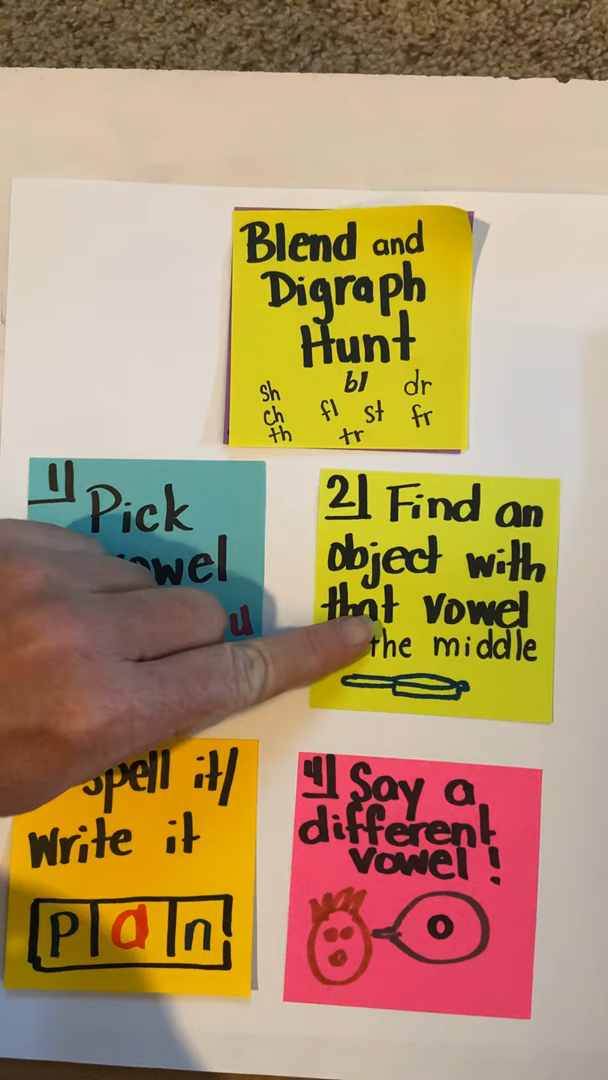 Blend and
Digraph
Hunt
sh bl dr
ch fl st fr
th tr
1) Pick
vowel
u
2) Find an
object with
that vowel
the middle
spell it/
write it
p a n
4) Say a
different
vowel!
o